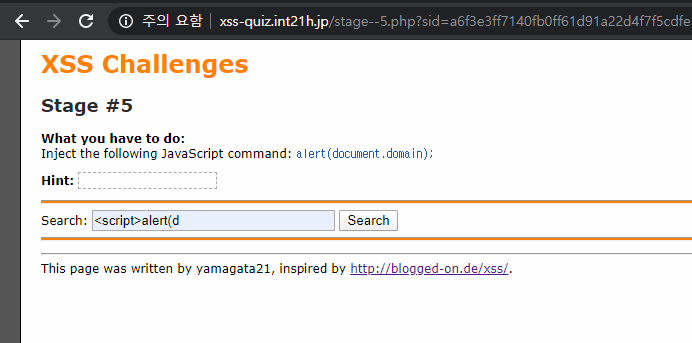 주의 요함 | xss-quiz.int21h.jp/stage--5.php?sid=a6f3e3ff7140fb0ff61d91a22d4f7f5cdfe
XSS Challenges
Stage #5
What you have to do:
Inject the following JavaScript command: alert(document.domain);
Hint:
Search: <script>alert(d Search
This page was written by yamagata21, inspired by http://blogged-on.de/xss/.